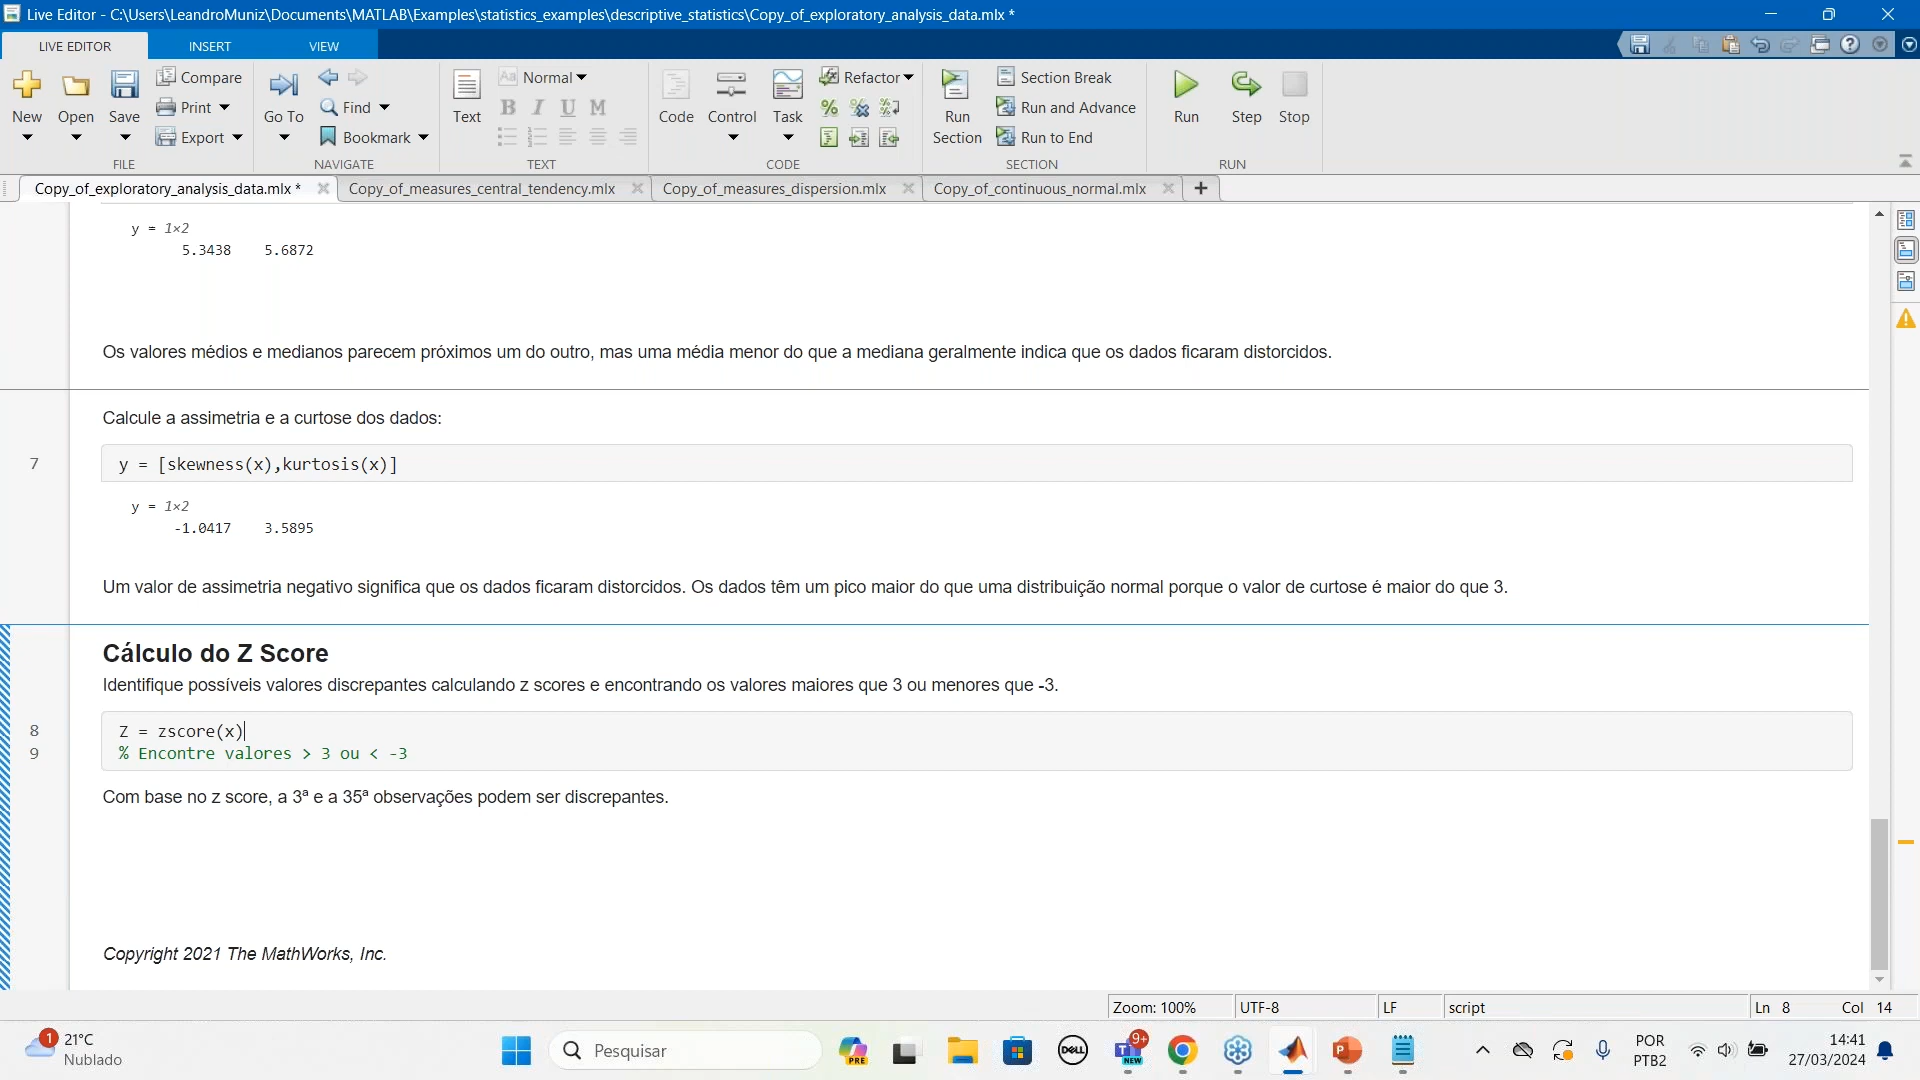 Live Editor - C:\Users\LeandroMuniz\Documents\MATLAB\Examples\statistics_examples\descriptive_statistics\Copy_of_exploratory_analysis_data.mlx *
LIVE EDITOR INSERT VIEW
New Open Save Compare Print Export
FILE
Go To Find Bookmark
NAVIGATE
Text Aa Normal B I U M
TEXT
Code Control Task Refactor
CODE
Run Section Section Break Run and Advance Run to End
SECTION
Run Step Stop
RUN
Copy_of_exploratory_analysis_data.mlx * Copy_of_measures_central_tendency.mlx Copy_of_measures_dispersion.mlx Copy_of_continuous_normal.mlx +
y = 1×2
5.3438 5.6872
Os valores médios e medianos parecem próximos um do outro, mas uma média menor do que a mediana geralmente indica que os dados ficaram distorcidos.
Calcule a assimetria e a curtose dos dados:
7 y = [skewness(x),kurtosis(x)]
y = 1×2
-1.0417 3.5895
Um valor de assimetria negativo significa que os dados ficaram distorcidos. Os dados têm um pico maior do que uma distribuição normal porque o valor de curtose é maior do que 3.
Cálculo do Z Score
Identifique possíveis valores discrepantes calculando z scores e encontrando os valores maiores que 3 ou menores que -3.
8 Z = zscore(x)
9 % Encontre valores > 3 ou < -3
Com base no z score, a 3ª e a 35ª observações podem ser discrepantes.
Copyright 2021 The MathWorks, Inc.
Zoom: 100% UTF-8 LF script Ln 8 Col 14
1 21°C
Nublado
Pesquisar
PRE DELL 9+ NEW
POR
PTB2
14:41
27/03/2024